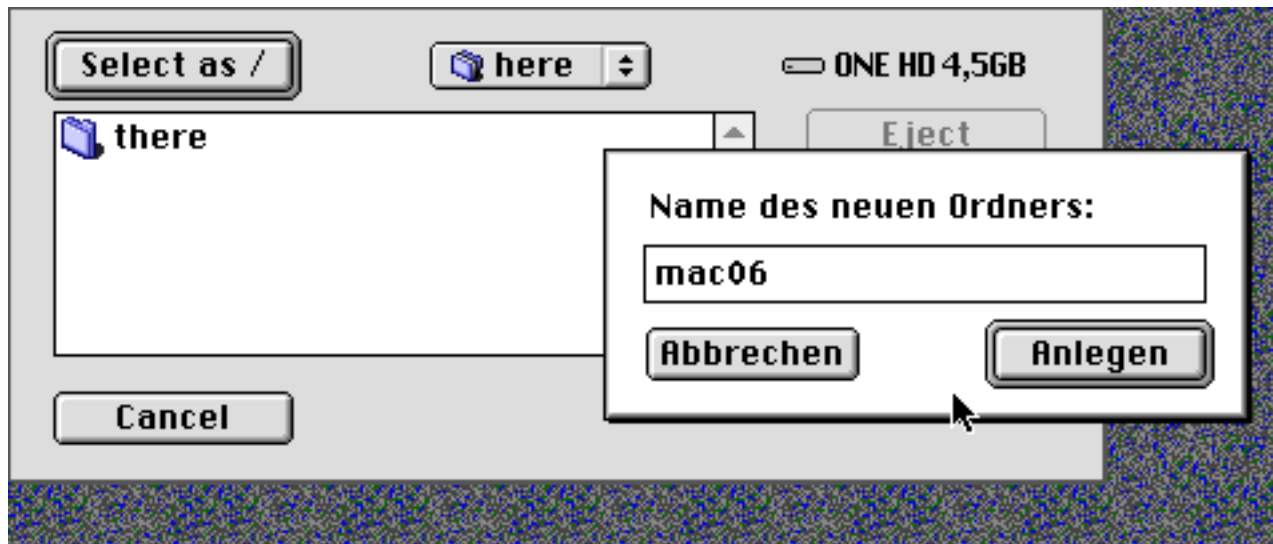 Select as /
here
ONE HD 4,5GB
there
Eject
Name des neuen Ordners:
mac06
Abbrechen
Anlegen
Cancel